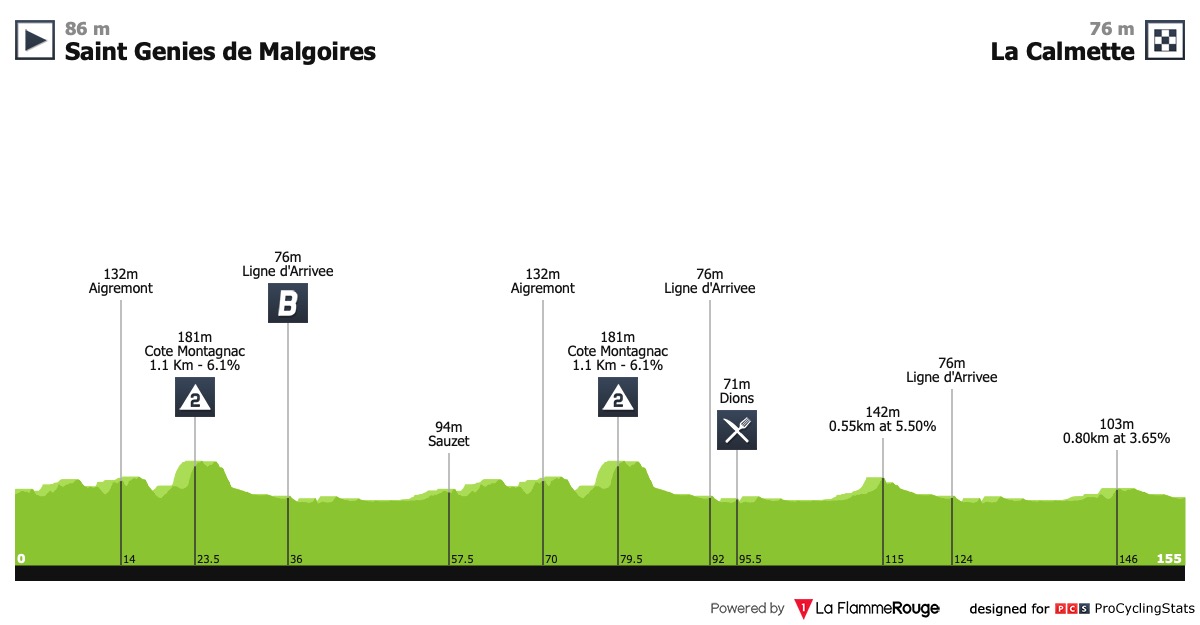 86 m
Saint Genies de Malgoires
76 m
La Calmette
132m
Aigremont
181m
Cote Montagnac
1.1 Km - 6.1%
2
76m
Ligne d'Arrivee
B
94m
Sauzet
132m
Aigremont
181m
Cote Montagnac
1.1 Km - 6.1%
2
76m
Ligne d'Arrivee
71m
Dions
142m
0.55km at 5.50%
76m
Ligne d'Arrivee
103m
0.80km at 3.65%
0
14
23.5
36
57.5
70
79.5
92
95.5
115
124
146
155
Powered by 1 La FlammeRouge designed for PCS ProCyclingStats